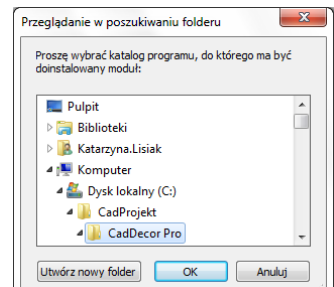 Przeglądanie w poszukiwaniu folderu
Proszę wybrać katalog programu, do którego ma być
doinstalowany moduł:
Pulpit
Biblioteki
Katarzyna.Lisiak
Komputer
Dysk lokalny (C:)
CadProjekt
CadDecor Pro
Utwórz nowy folder OK Anuluj